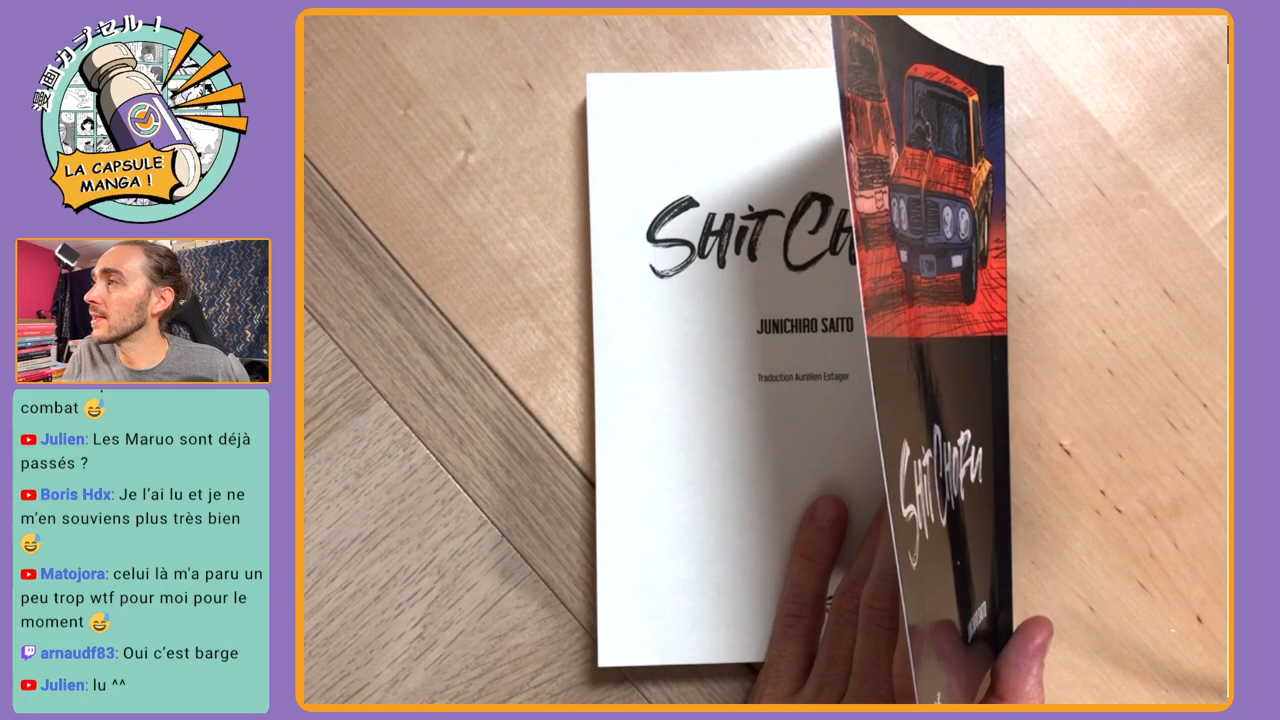 漫画カプセル!
LA CAPSULE
MANGA !
combat 😅
Julien: Les Maruo sont déjà
passés ?
Boris Hdx: Je l'ai lu et je ne
m'en souviens plus très bien
😅
Matojora: celui là m'a paru un
peu trop wtf pour moi pour le
moment 😅
arnaudf83: Oui c'est barge
Julien: lu ^^
SHIT CH
JUNICHIRO SAITO
Traduction Aurélien Estager
SHIT CHOFU